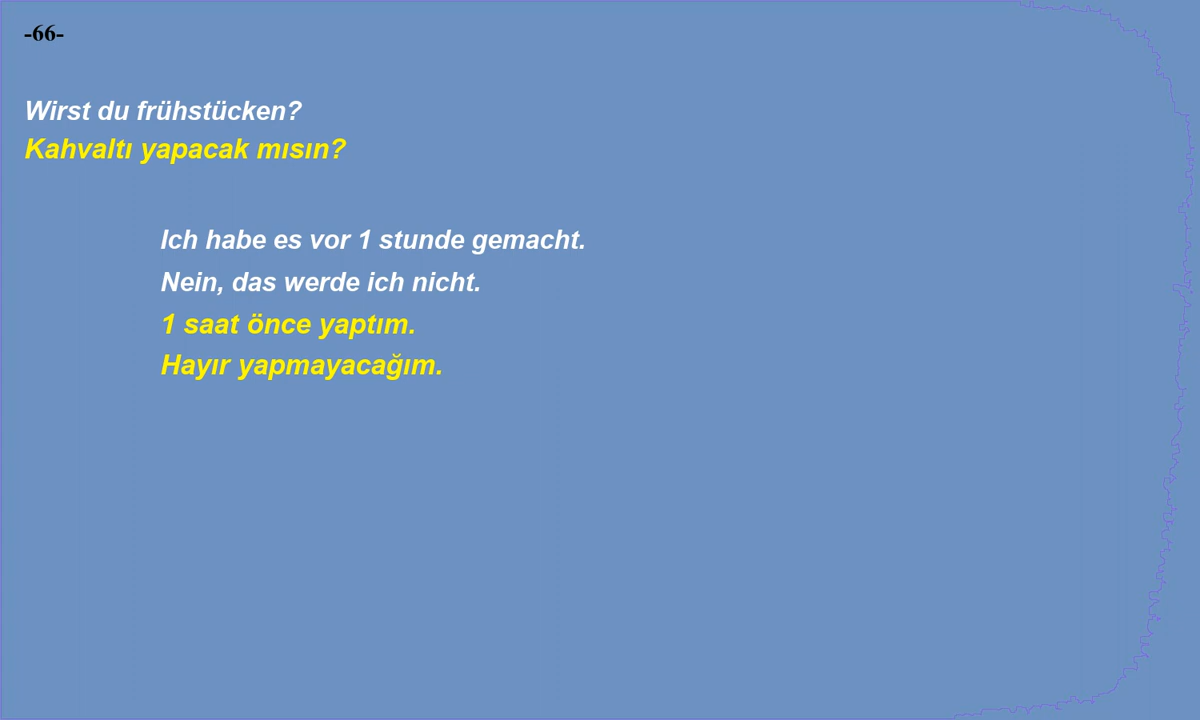 -66-
Wirst du frühstücken?
Kahvaltı yapacak mısın?
Ich habe es vor 1 stunde gemacht.
Nein, das werde ich nicht.
1 saat önce yaptım.
Hayır yapmayacağım.